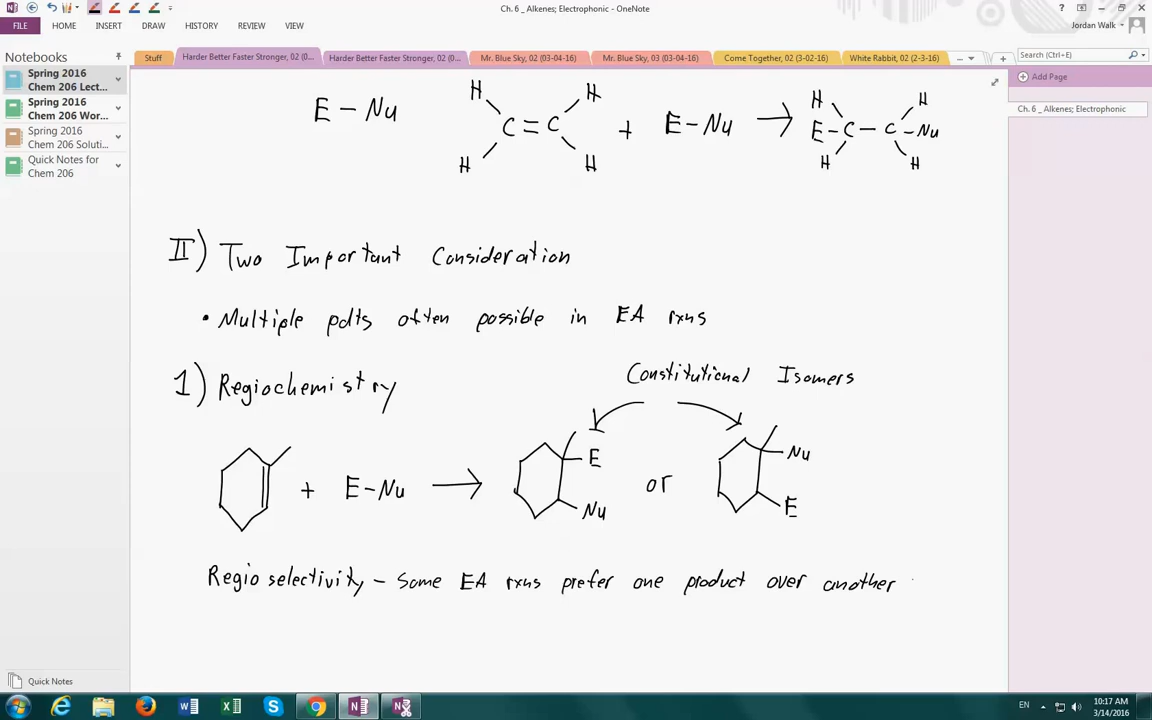 Ch. 6 _ Alkenes; Electrophonic - OneNote
FILE HOME INSERT DRAW HISTORY REVIEW VIEW
Jordan Walk
Notebooks
Stuff
Harder Better Faster Stronger, 02 (0...
Harder Better Faster Stronger, 02 (0...
Mr. Blue Sky, 02 (03-04-16)
Mr. Blue Sky, 03 (03-04-16)
Come Together, 02 (3-02-16)
White Rabbit, 02 (2-3-16)
Search (Ctrl+E)
Spring 2016
Chem 206 Lect...
Spring 2016
Chem 206 Wor...
Spring 2016
Chem 206 Soluti...
Quick Notes for
Chem 206
Add Page
Ch. 6 _ Alkenes; Electrophonic
E - Nu
H H H H C = C + E - Nu → H H E - C - C - Nu H H
II) Two Important Consideration
• Multiple pdts often possible in EA rxns
1) Regiochemistry
Constitutional Isomers
+ E-Nu → E Nu or Nu E
Regioselectivity - Some EA rxns prefer one product over another
Quick Notes
EN
10:17 AM
3/14/2016